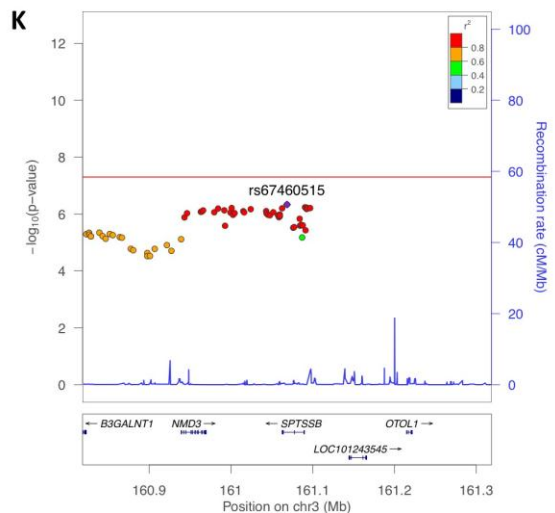 K
12
10
8
6
4
2
0
−log10(p−value)
100
80
60
40
20
0
Recombination rate (cM/Mb)
r2
0.8
0.6
0.4
0.2
rs67460515
← B3GALNT1
NMD3 →
← SPTSSB
OTOL1 →
LOC101243545 →
160.9
161
161.1
161.2
161.3
Position on chr3 (Mb)